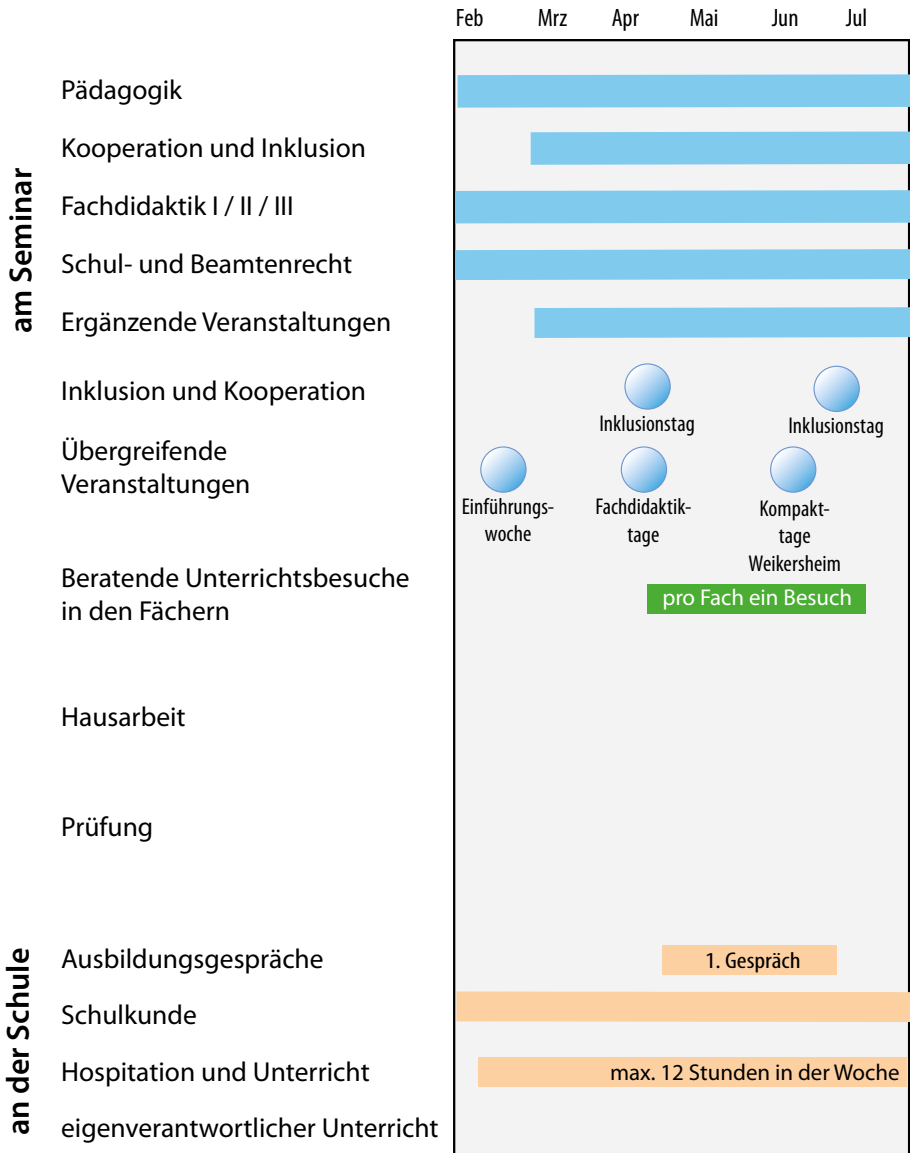 Feb Mrz Apr Mai Jun Jul
am Seminar
Pädagogik
Kooperation und Inklusion
Fachdidaktik I / II / III
Schul- und Beamtenrecht
Ergänzende Veranstaltungen
Inklusion und Kooperation
Inklusionstag
Inklusionstag
Übergreifende
Veranstaltungen
Einführungs-
woche
Fachdidaktik-
tage
Kompakt-
tage
Weikersheim
Beratende Unterrichtsbesuche
in den Fächern
pro Fach ein Besuch
Hausarbeit
Prüfung
an der Schule
Ausbildungsgespräche
1. Gespräch
Schulkunde
Hospitation und Unterricht
max. 12 Stunden in der Woche
eigenverantwortlicher Unterricht